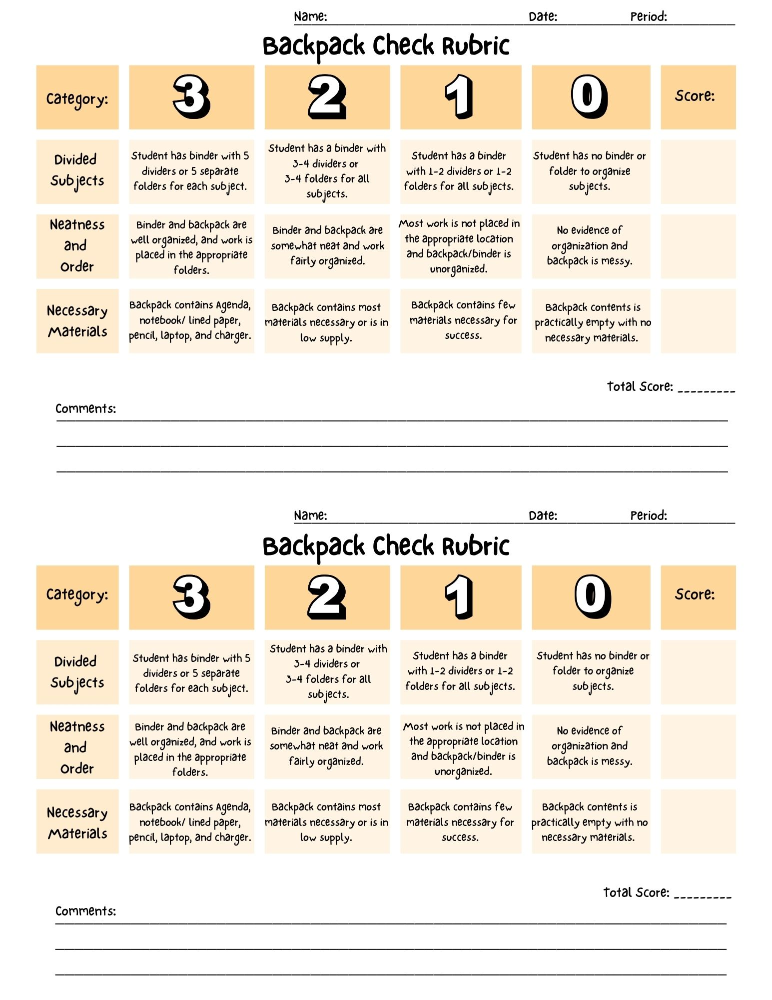 Name: Date: Period:
Backpack Check Rubric
Category: 3 2 1 0 Score:
Divided
Subjects
Student has binder with 5
dividers or 5 separate
folders for each subject.
Student has a binder with
3-4 dividers or
3-4 folders for all
subjects.
Student has a binder
with 1-2 dividers or 1-2
folders for all subjects.
Student has no binder or
folder to organize
subjects.
Neatness
and
Order
Binder and backpack are
well organized, and work is
placed in the appropriate
folders.
Binder and backpack are
somewhat neat and work
fairly organized.
Most work is not placed in
the appropriate location
and backpack/binder is
unorganized.
No evidence of
organization and
backpack is messy.
Necessary
Materials
Backpack contains Agenda,
notebook/ lined paper,
pencil, laptop, and charger.
Backpack contains most
materials necessary or is in
low supply.
Backpack contains few
materials necessary for
success.
Backpack contents is
practically empty with no
necessary materials.
Total Score: _________
Comments:
Name: Date: Period:
Backpack Check Rubric
Category: 3 2 1 0 Score:
Divided
Subjects
Student has binder with 5
dividers or 5 separate
folders for each subject.
Student has a binder with
3-4 dividers or
3-4 folders for all
subjects.
Student has a binder
with 1-2 dividers or 1-2
folders for all subjects.
Student has no binder or
folder to organize
subjects.
Neatness
and
Order
Binder and backpack are
well organized, and work is
placed in the appropriate
folders.
Binder and backpack are
somewhat neat and work
fairly organized.
Most work is not placed in
the appropriate location
and backpack/binder is
unorganized.
No evidence of
organization and
backpack is messy.
Necessary
Materials
Backpack contains Agenda,
notebook/ lined paper,
pencil, laptop, and charger.
Backpack contains most
materials necessary or is in
low supply.
Backpack contains few
materials necessary for
success.
Backpack contents is
practically empty with no
necessary materials.
Total Score: _________
Comments: